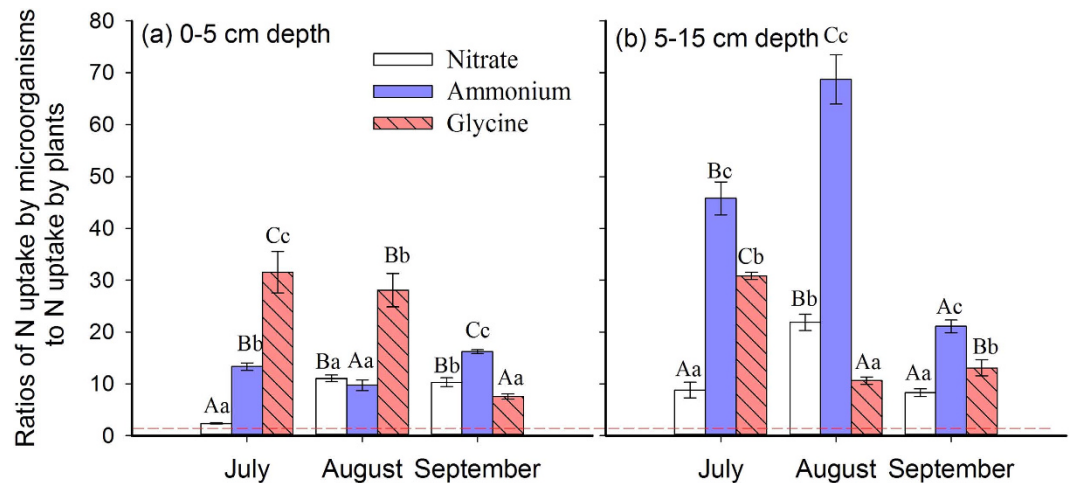 Ratios of N uptake by microorganisms
to N uptake by plants
80
70
60
50
40
30
20
10
0
(a) 0-5 cm depth
Nitrate
Ammonium
Glycine
Aa
Bb
Cc
Ba
Aa
Bb
Bb
Cc
Aa
July
August
September
(b) 5-15 cm depth
Aa
Bc
Cb
Bb
Cc
Aa
Aa
Ac
Bb
July
August
September